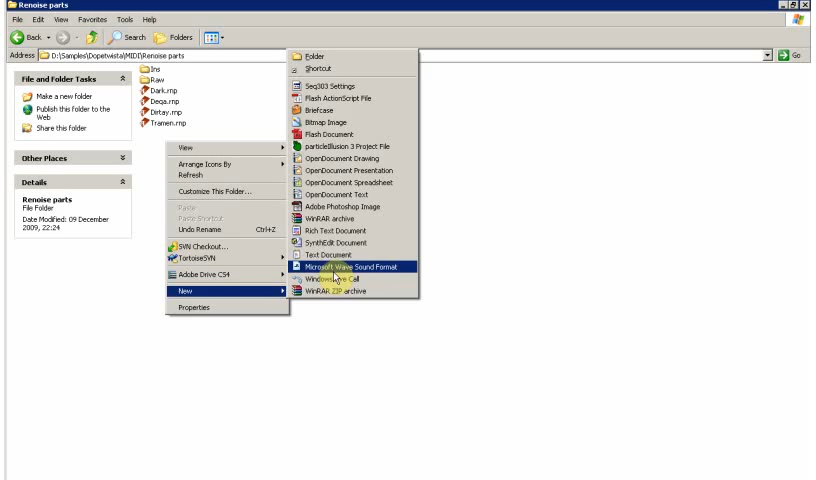 Renoise parts
File Edit View Favorites Tools Help
Back Search Folders
Address D:\Samples\Dopetwista\MIDI\Renoise parts Go
File and Folder Tasks
Make a new folder
Publish this folder to the
Web
Share this folder
Other Places
Details
Renoise parts
File Folder
Date Modified: 09 December
2009, 22:24
Ins
Raw
Dark.rnp
Deqa.rnp
Dirtay.rnp
Tramen.rnp
View
Arrange Icons By
Refresh
Customize This Folder...
Paste
Paste Shortcut
Undo Rename Ctrl+Z
SVN Checkout...
TortoiseSVN
Adobe Drive CS4
New
Properties
Folder
Shortcut
Seq303 Settings
Flash ActionScript File
Briefcase
Bitmap Image
Flash Document
particleIllusion 3 Project File
OpenDocument Drawing
OpenDocument Presentation
OpenDocument Spreadsheet
OpenDocument Text
Adobe Photoshop Image
WinRAR archive
Rich Text Document
SynthEdit Document
Text Document
Microsoft Wave Sound Format
Windows Live Call
WinRAR ZIP archive